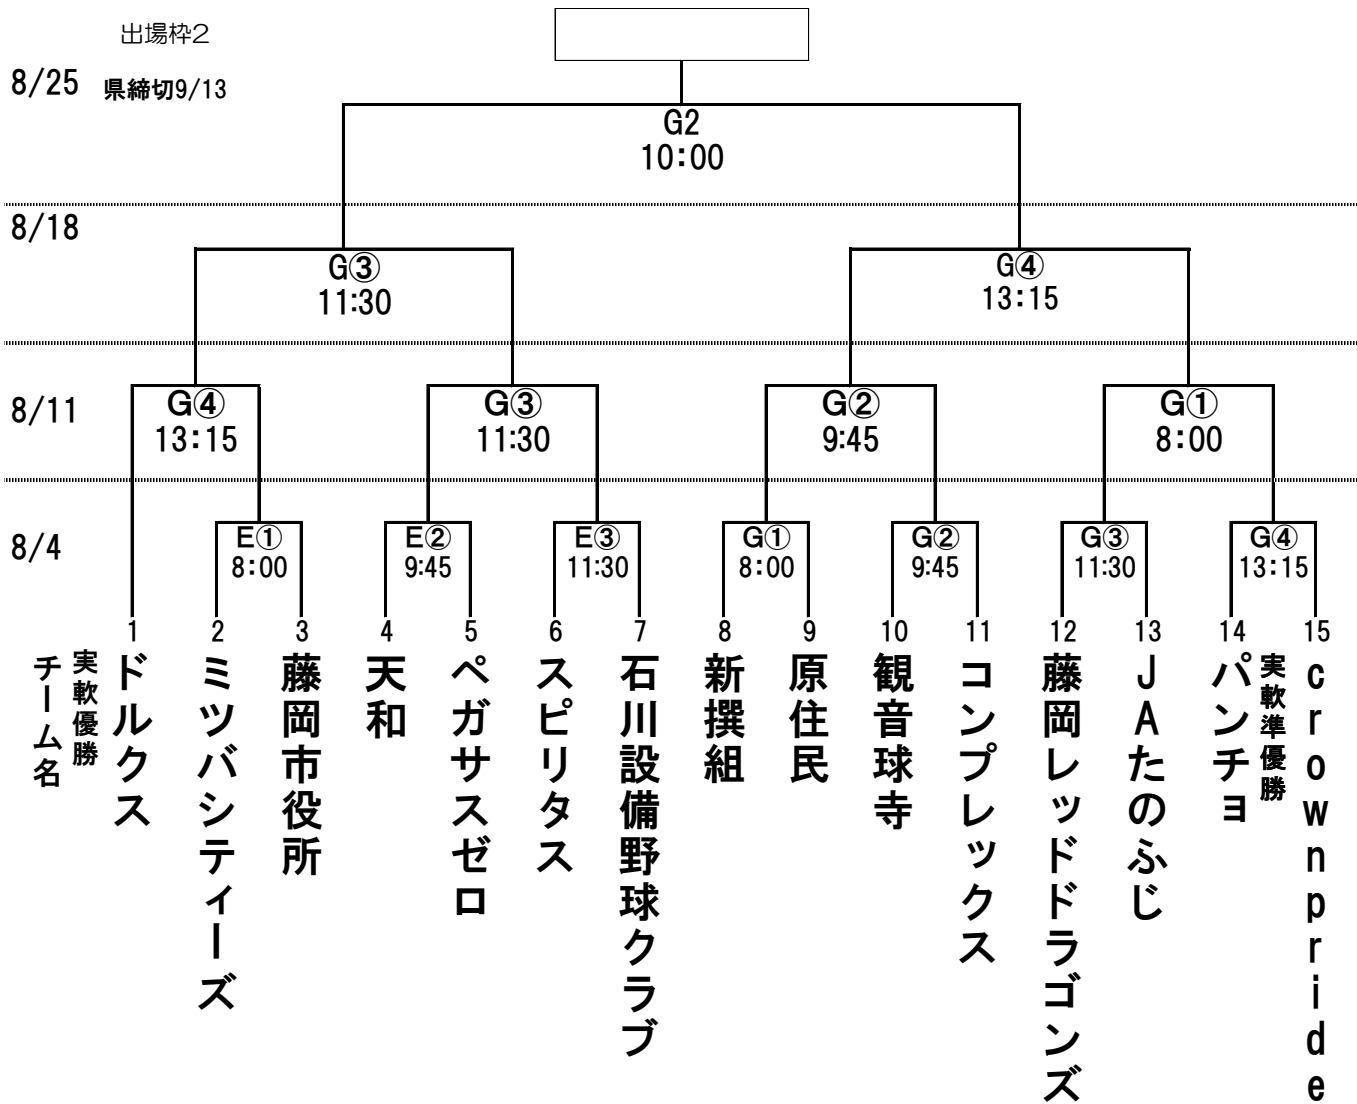 出場枠2
8/25 県締切9/13
G2
10:00
8/18
G③ G④
11:30 13:15
8/11
G④ G③ G② G①
13:15 11:30 9:45 8:00
8/4
E① E② E③ G① G② G③ G④
8:00 9:45 11:30 8:00 9:45 11:30 13:15
1 2 3 4 5 6 7 8 9 10 11 12 13 14 15
チーム名
実軟優勝
ドルクス
ミツバシティーズ
藤岡市役所
天和
ペガサスゼロ
スピリタス
石川設備野球クラブ
新撰組
原住民
観音球寺
コンプレックス
藤岡レッドドラゴンズ
JAたのふじ
パンチョ
実軟準優勝
crownpride